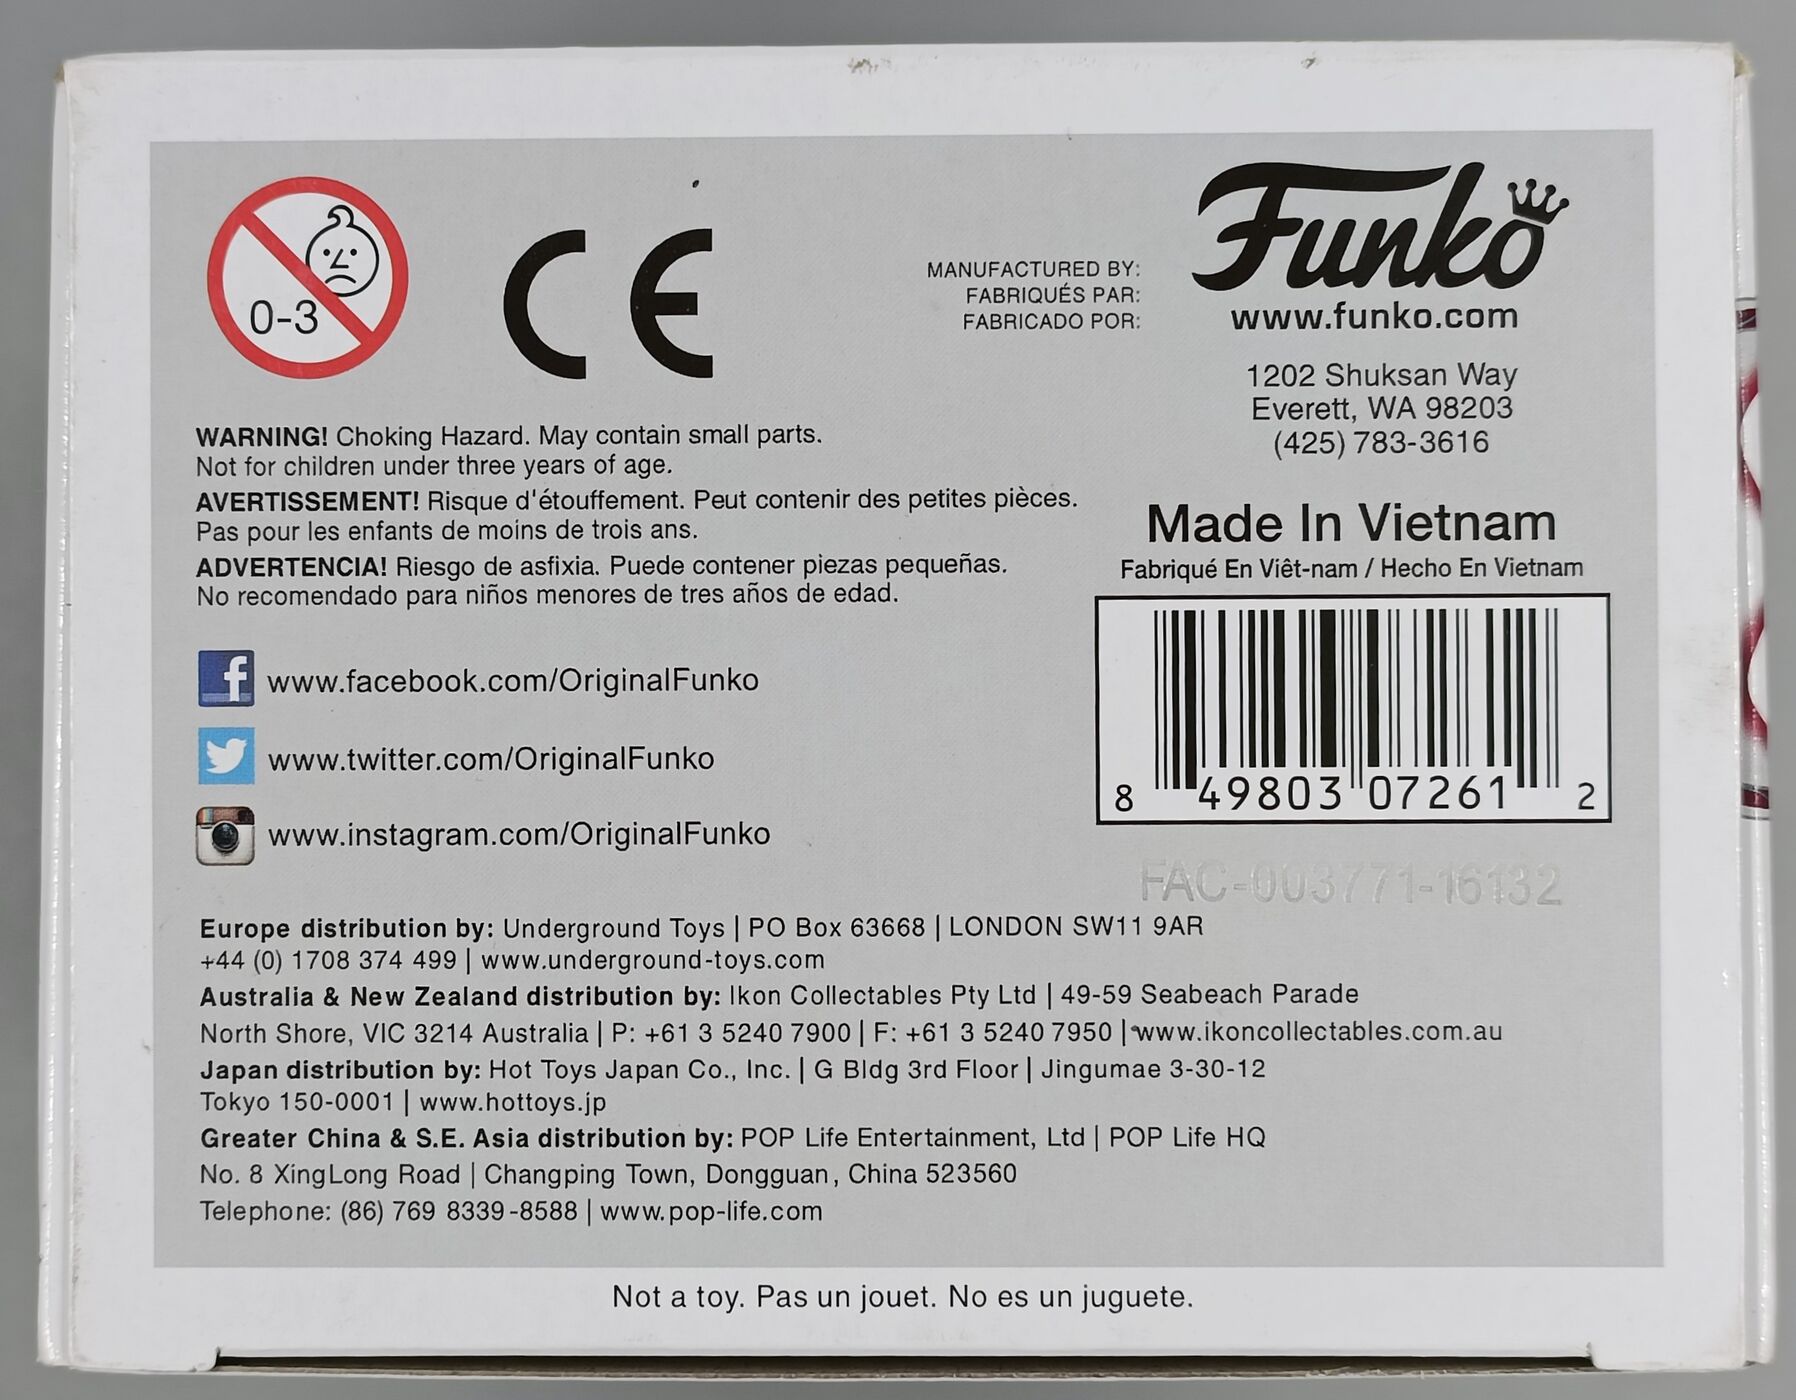 0-3
CE
MANUFACTURED BY:
FABRIQUÉS PAR:
FABRICADO POR:
Funko
www.funko.com
1202 Shuksan Way
Everett, WA 98203
(425) 783-3616
WARNING! Choking Hazard. May contain small parts.
Not for children under three years of age.
AVERTISSEMENT! Risque d'étouffement. Peut contenir des petites pièces.
Pas pour les enfants de moins de trois ans.
ADVERTENCIA! Riesgo de asfixia. Puede contener piezas pequeñas.
No recomendado para niños menores de tres años de edad.
Made In Vietnam
Fabriqué En Viêt-nam / Hecho En Vietnam
8 49803 07261 2
FAC-003771-16132
f www.facebook.com/OriginalFunko
www.twitter.com/OriginalFunko
www.instagram.com/OriginalFunko
Europe distribution by: Underground Toys | PO Box 63668 | LONDON SW11 9AR
+44 (0) 1708 374 499 | www.underground-toys.com
Australia & New Zealand distribution by: Ikon Collectables Pty Ltd | 49-59 Seabeach Parade
North Shore, VIC 3214 Australia | P: +61 3 5240 7900 | F: +61 3 5240 7950 | www.ikoncollectables.com.au
Japan distribution by: Hot Toys Japan Co., Inc. | G Bldg 3rd Floor | Jingumae 3-30-12
Tokyo 150-0001 | www.hottoys.jp
Greater China & S.E. Asia distribution by: POP Life Entertainment, Ltd | POP Life HQ
No. 8 XingLong Road | Changping Town, Dongguan, China 523560
Telephone: (86) 769 8339-8588 | www.pop-life.com
Not a toy. Pas un jouet. No es un juguete.